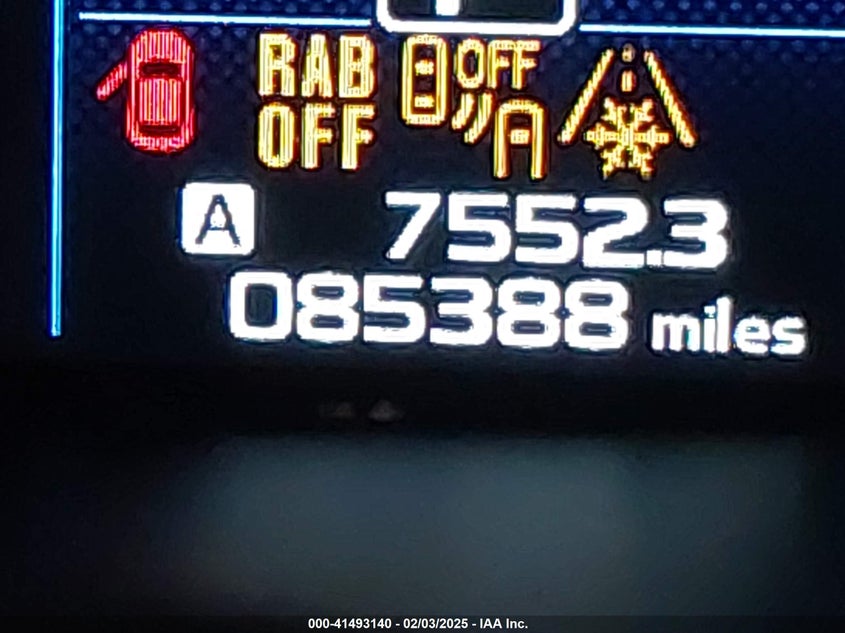 RAB OFF
OFF
A 7552.3
085388 miles
000-41493140 - 02/03/2025 - IAA Inc.